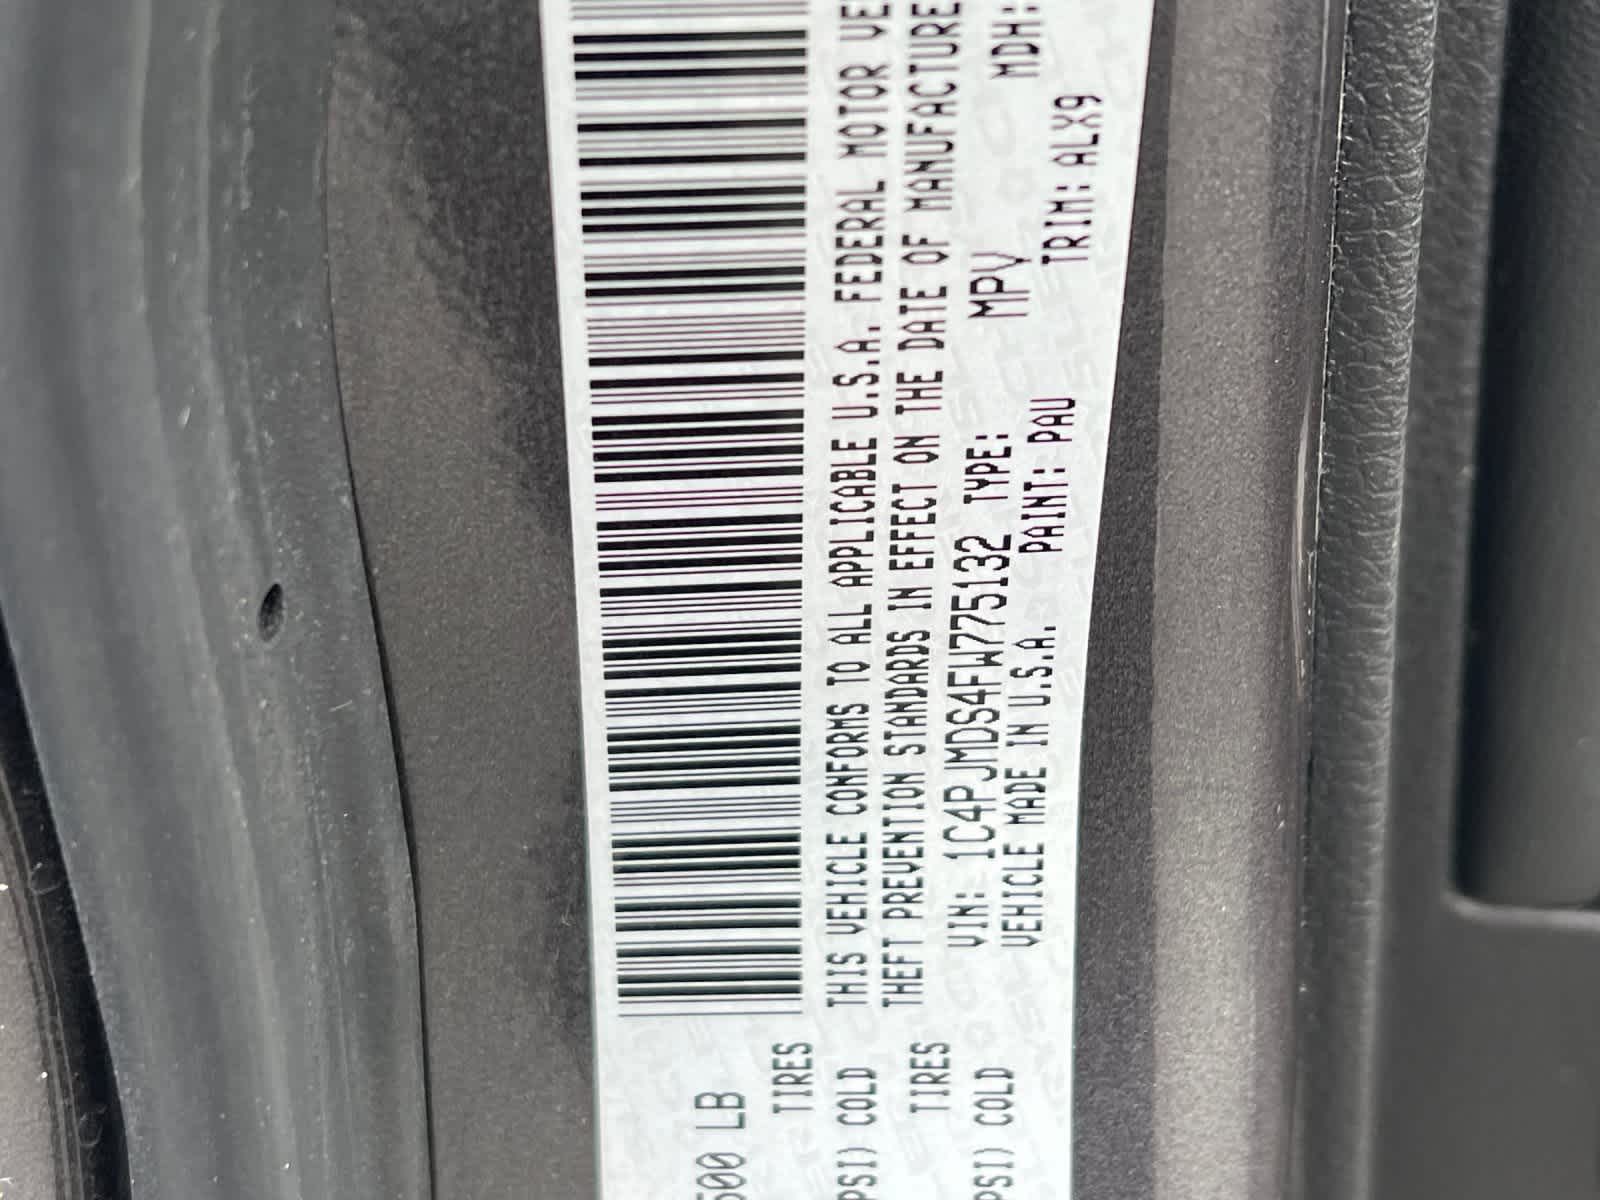 500 LB
TIRES
PSI) COLD
TIRES
PSI) COLD
THIS VEHICLE CONFORMS TO ALL APPLICABLE U.S.A. FEDERAL MOTOR VE
THEFT PREVENTION STANDARDS IN EFFECT ON THE DATE OF MANUFACTURE
VIN: 1C4PJMDS4FW775132 TYPE: MPV MDH:
VEHICLE MADE IN U.S.A. PAINT: PAU TRIM: ALX9